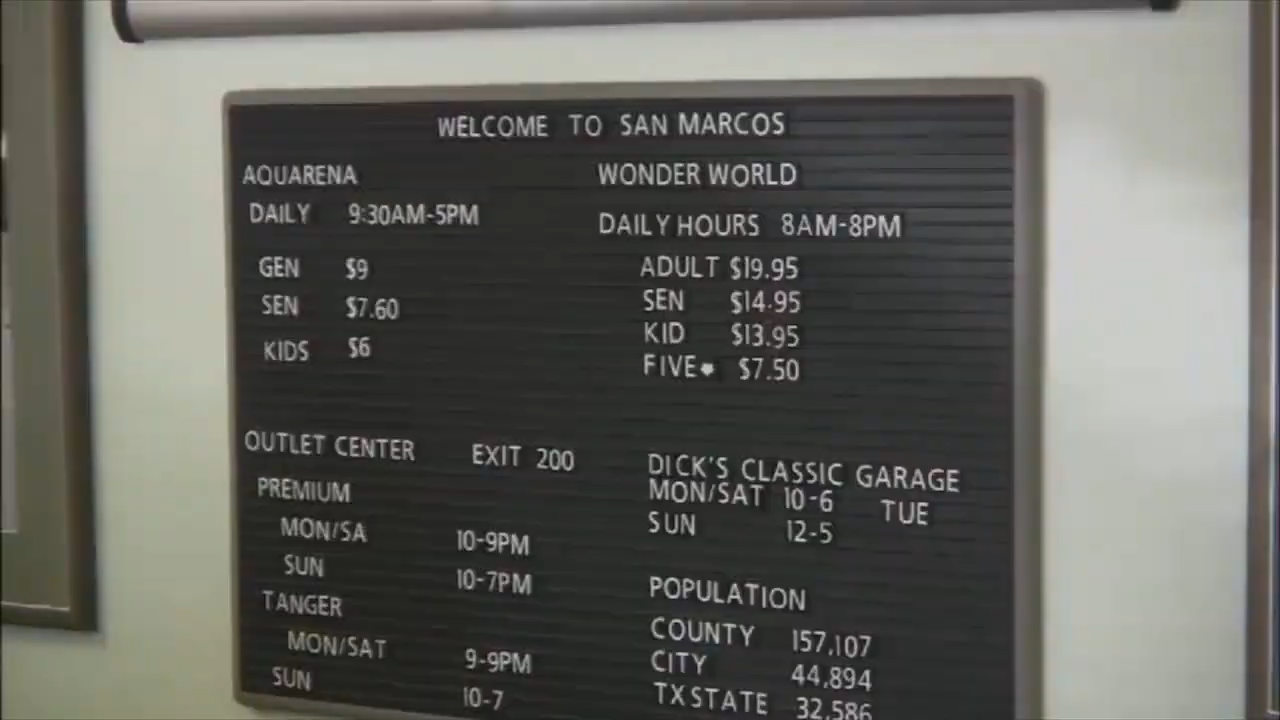 WELCOME TO SAN MARCOS
AQUARENA
DAILY 9:30AM-5PM
GEN $9
SEN $7.60
KIDS $6
WONDER WORLD
DAILY HOURS 8AM-8PM
ADULT $19.95
SEN $14.95
KID $13.95
FIVE* $7.50
OUTLET CENTER EXIT 200
PREMIUM
MON/SA 10-9PM
SUN 10-7PM
TANGER
MON/SAT 9-9PM
SUN 10-7
DICK'S CLASSIC GARAGE
MON/SAT 10-6 TUE
SUN 12-5
POPULATION
COUNTY 157,107
CITY 44,894
TXSTATE 32,586